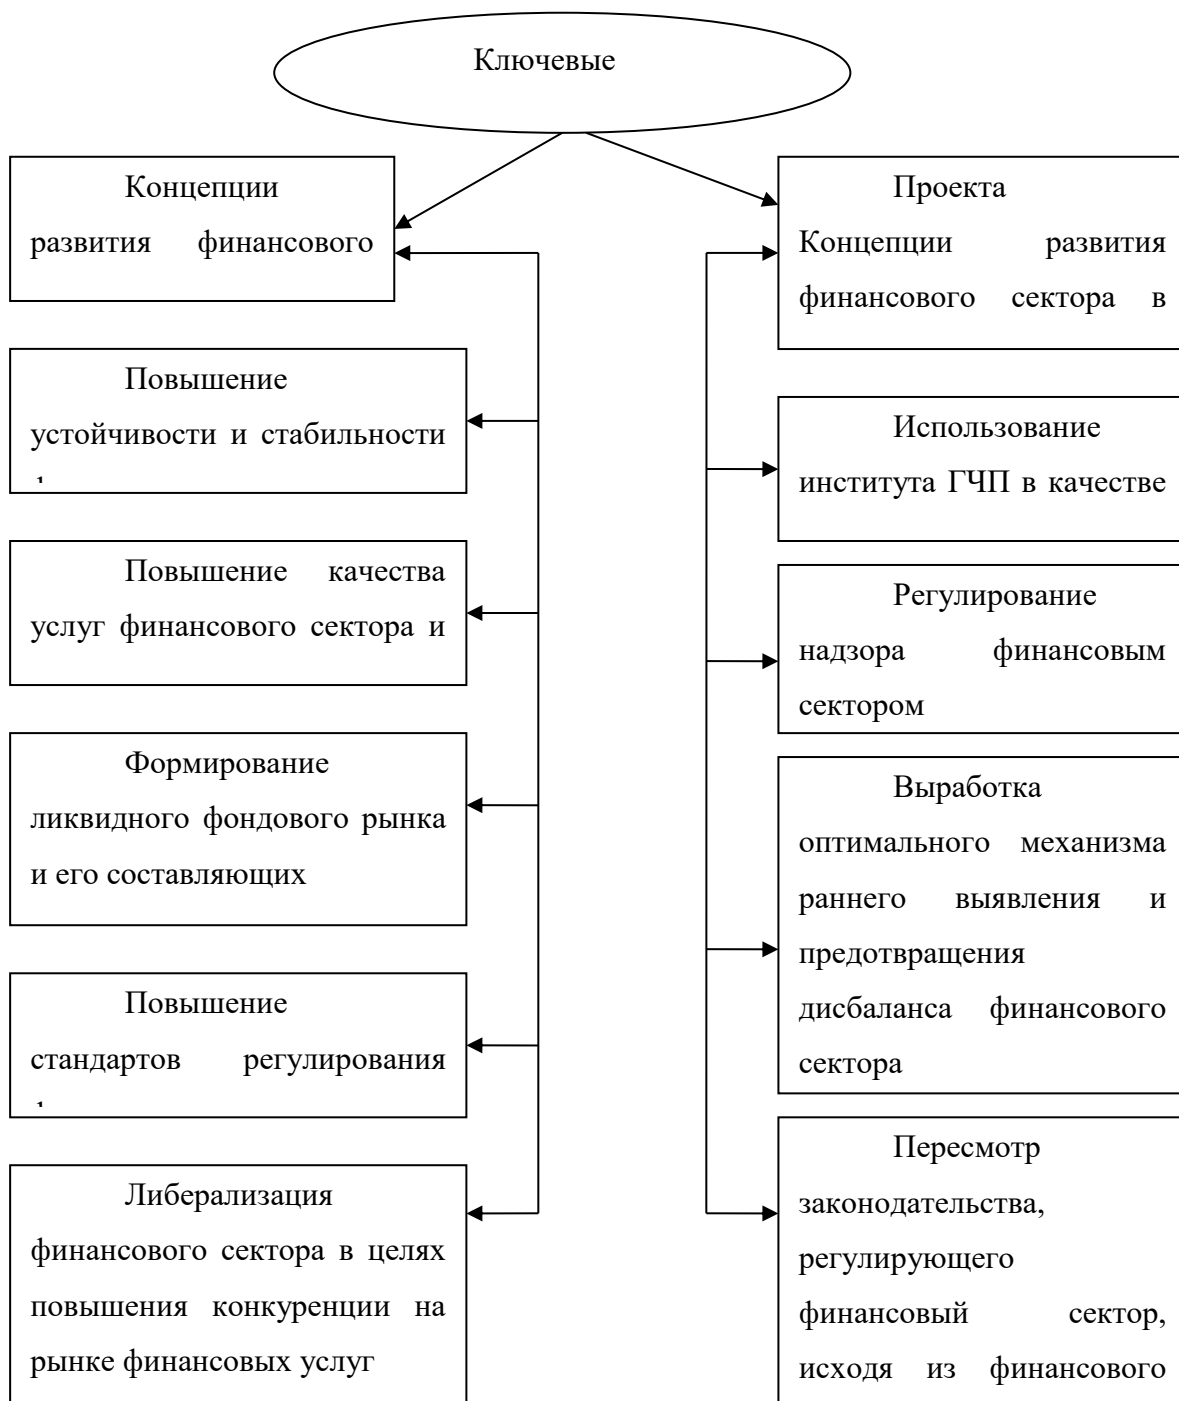 Ключевые
Концепции
развития финансового
Повышение
устойчивости и стабильности
Повышение качества
услуг финансового сектора и
Формирование
ликвидного фондового рынка
и его составляющих
Повышение
стандартов регулирования
Либерализация
финансового сектора в целях
повышения конкуренции на
рынке финансовых услуг
Проекта
Концепции развития
финансового сектора в
Использование
института ГЧП в качестве
Регулирование
надзора финансовым
сектором
Выработка
оптимального механизма
раннего выявления и
предотвращения
дисбаланса финансового
сектора
Пересмотр
законодательства,
регулирующего
финансовый сектор,
исходя из финансового